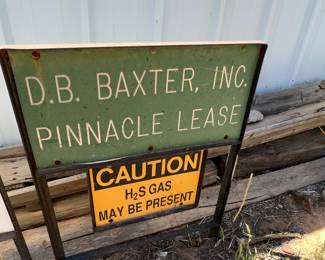 D.B. BAXTER, INC.
PINNACLE LEASE
CAUTION
H₂S GAS
MAY BE PRESENT